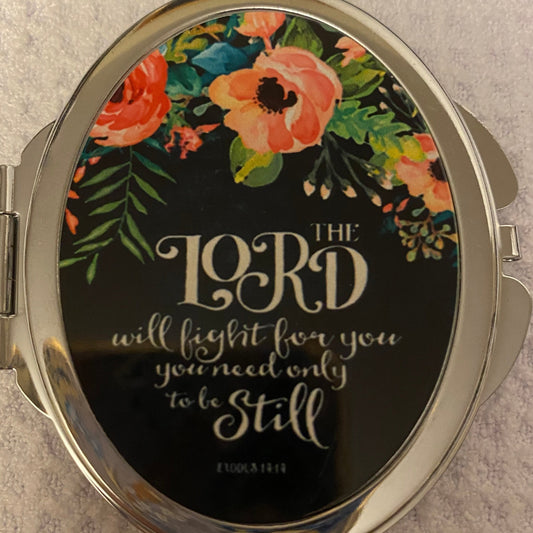 THE
LORD
will fight for you
you need only
to be Still
EXODUS 14:14